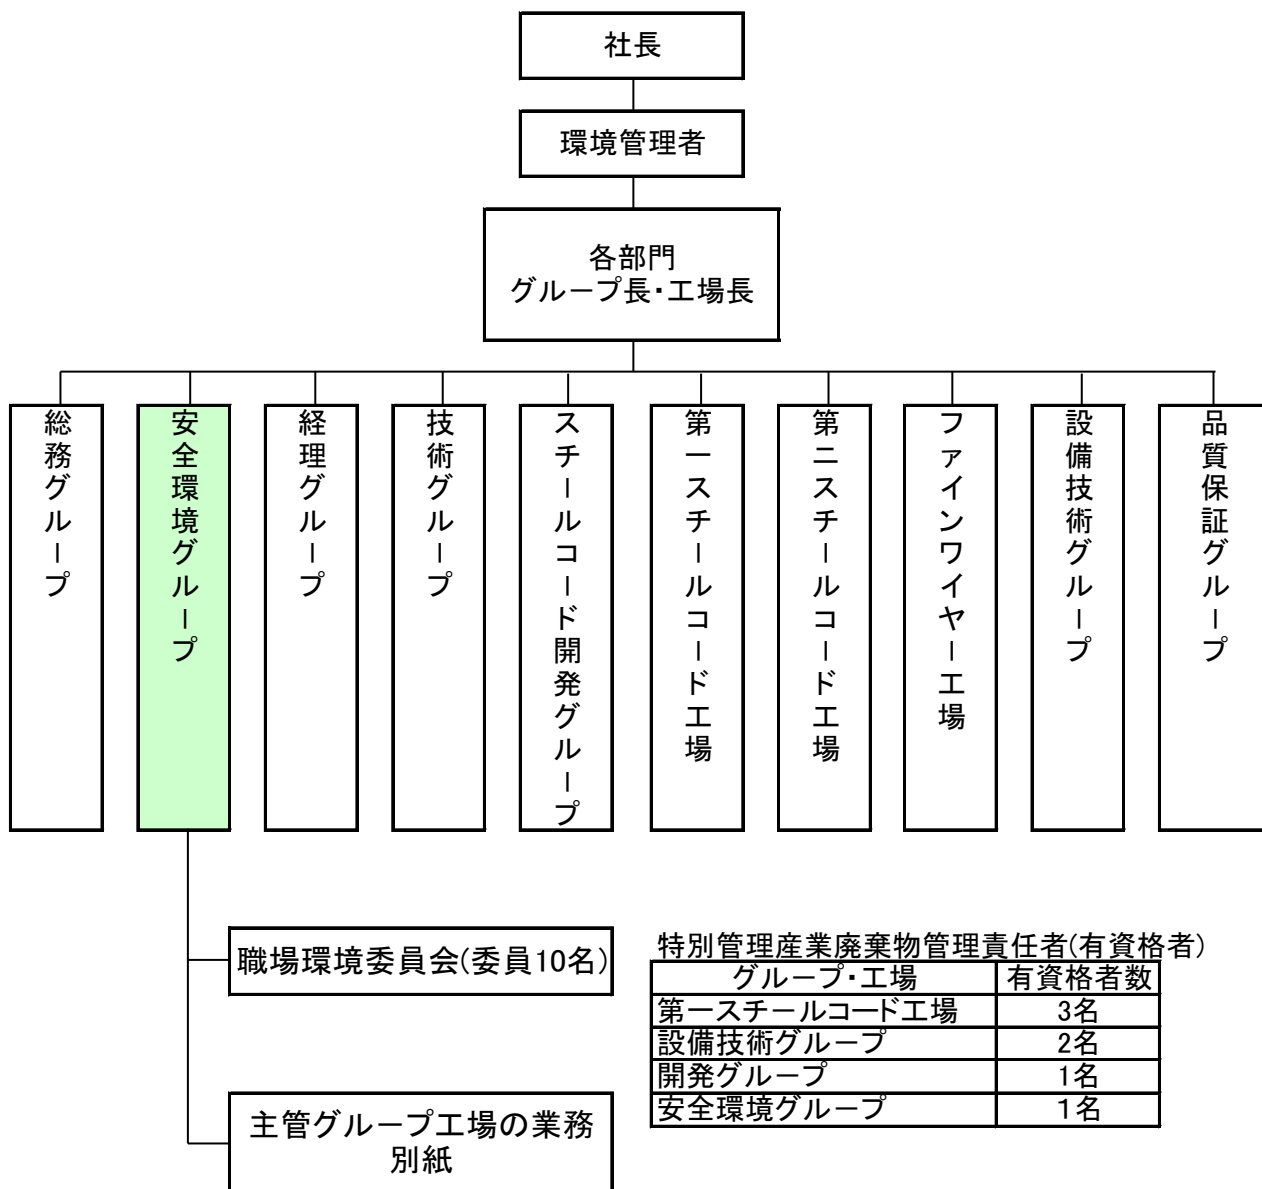 社長
環境管理者
各部門
グループ長・工場長
総務グループ
安全環境グループ
経理グループ
技術グループ
スチールコード開発グループ
第一スチールコード工場
第二スチールコード工場
ファインワイヤー工場
設備技術グループ
品質保証グループ
職場環境委員会(委員10名)
主管グループ工場の業務
別紙
特別管理産業廃棄物管理責任者(有資格者)
グループ・工場 有資格者数
第一スチールコード工場 3名
設備技術グループ 2名
開発グループ 1名
安全環境グループ 1名